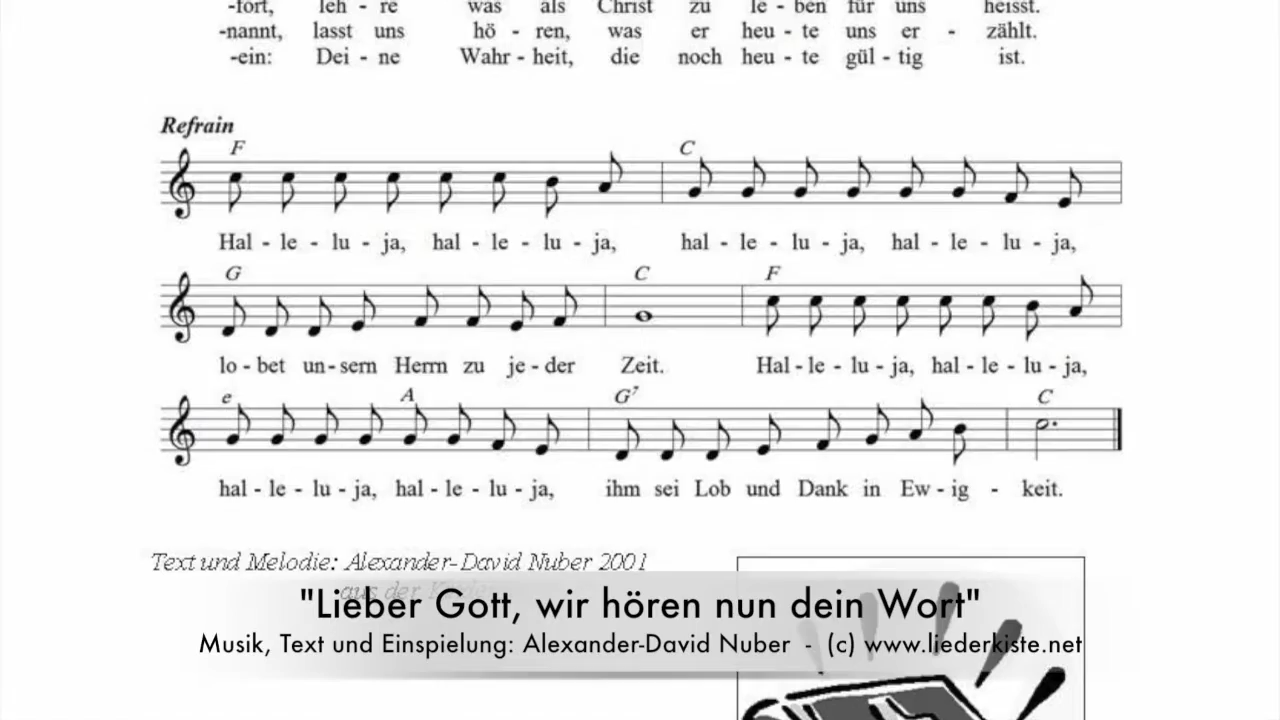 -fort, leh - re was als Christ zu le - ben für uns heisst.
-nannt, lasst uns hö - ren, was er heu - te uns er - zählt.
-ein: Dei - ne Wahr - heit, die noch heu - te gül - tig ist.
Refrain
F C
Hal - le - lu - ja, hal - le - lu - ja, hal - le - lu - ja, hal - le - lu - ja,
G C F
lo - bet un - sern Herrn zu je - der Zeit. Hal - le - lu - ja, hal - le - lu - ja,
e A G7 C
hal - le - lu - ja, hal - le - lu - ja, ihm sei Lob und Dank in Ew - ig - keit.
Text und Melodie: Alexander-David Nuber 2001
aus der
"Lieber Gott, wir hören nun dein Wort"
Musik, Text und Einspielung: Alexander-David Nuber - (c) www.liederkiste.net